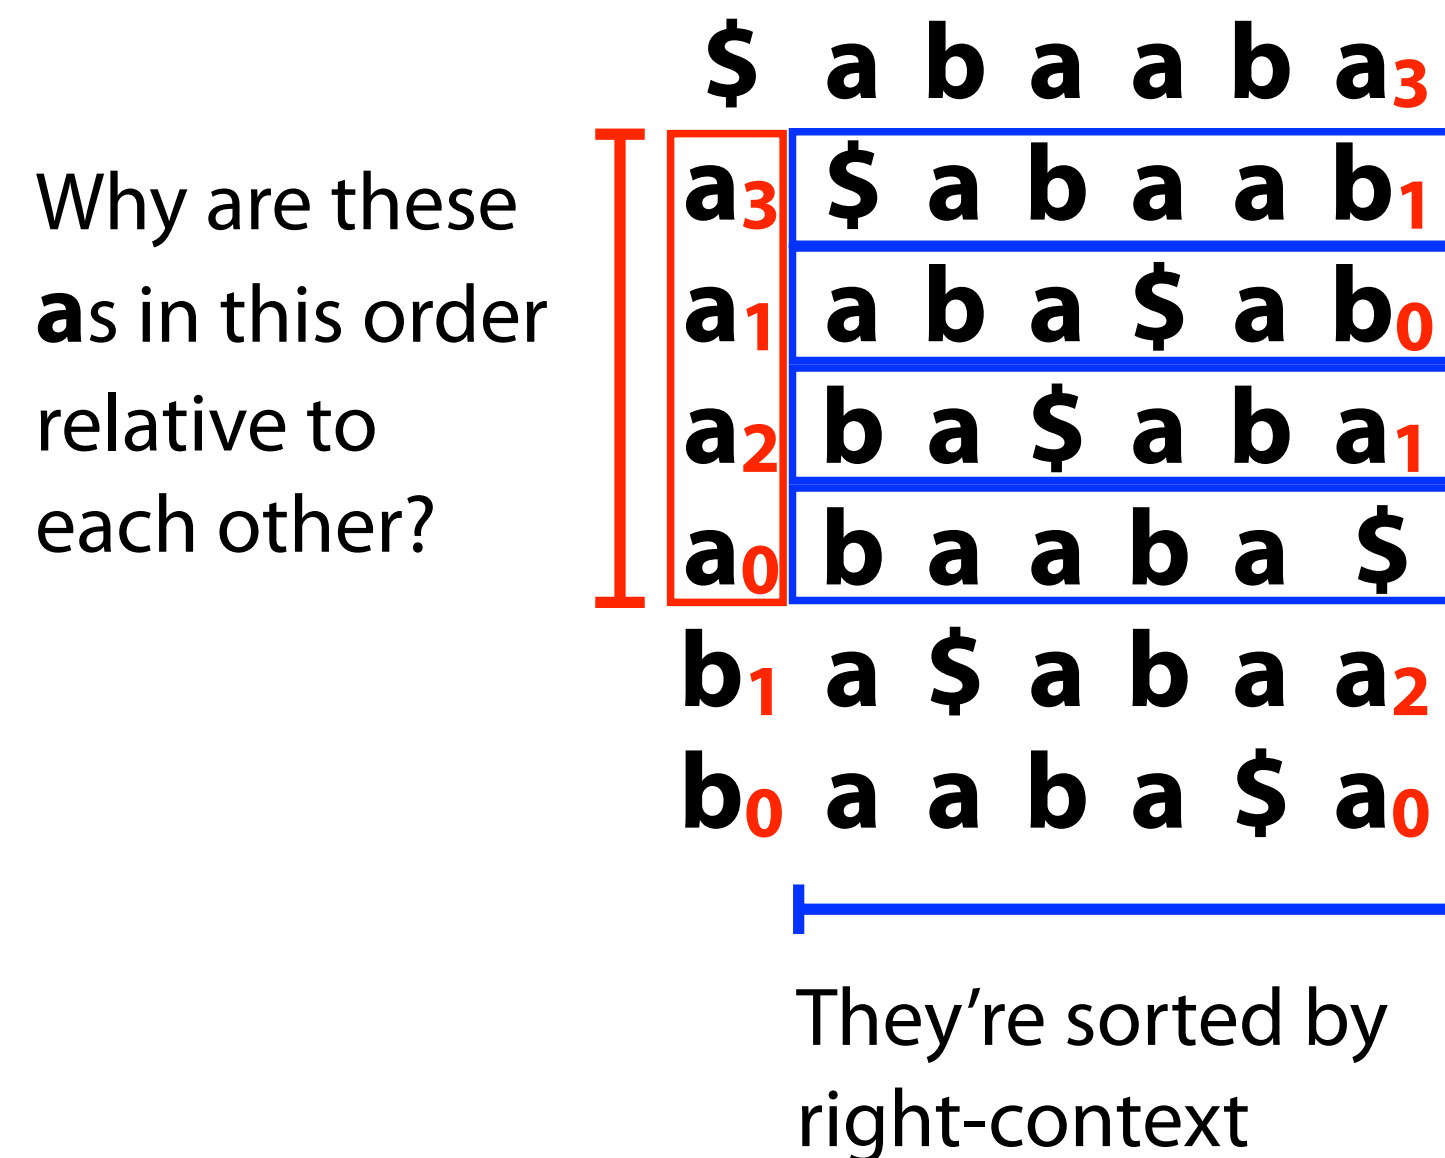 $ a b a a b a3
Why are these
as in this order
relative to
each other?
a3 $ a b a a b1
a1 a b a $ a b0
a2 b a $ a b a1
a0 b a a b a $
b1 a $ a b a a2
b0 a a b a $ a0
They’re sorted by
right-context